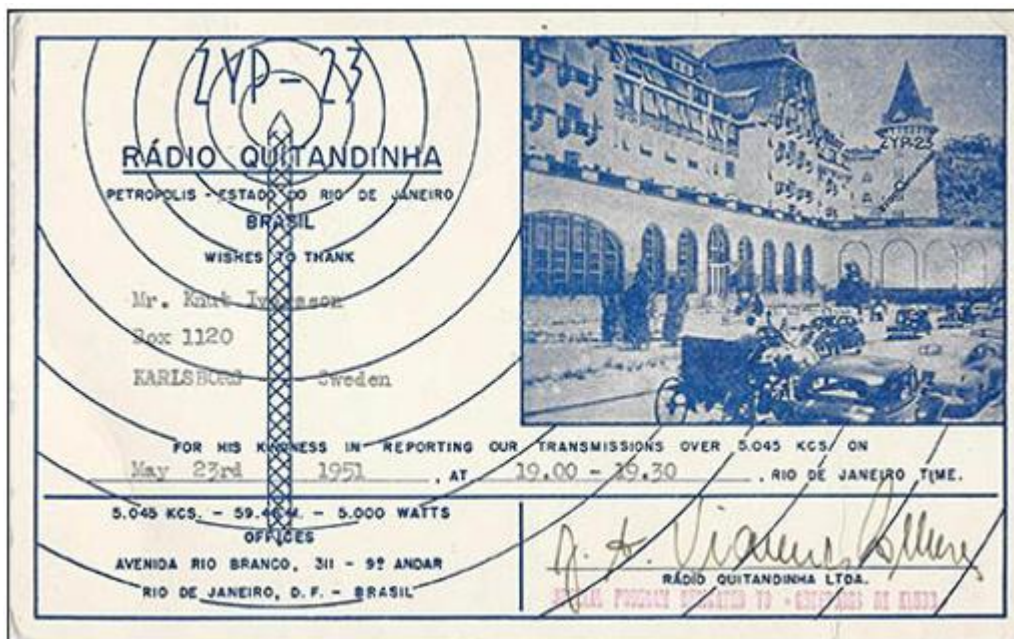 ZYP-23
RÁDIO QUITANDINHA
PETROPOLIS - ESTADO DO RIO DE JANEIRO
BRASIL
WISHES TO THANK
Mr. Knut
Box 1120
KARLSBORG - Sweden
ZYP-23
FOR HIS KINDNESS IN REPORTING OUR TRANSMISSIONS OVER 5.045 KCS. ON
May 23rd 1951, AT 19.00 - 19.30, RIO DE JANEIRO TIME.
5.045 KCS. - M. - 5.000 WATTS
OFFICES
AVENIDA RIO BRANCO, 311 - 9º ANDAR
RIO DE JANEIRO, D. F. - BRASIL
RÁDIO QUITANDINHA LTDA.